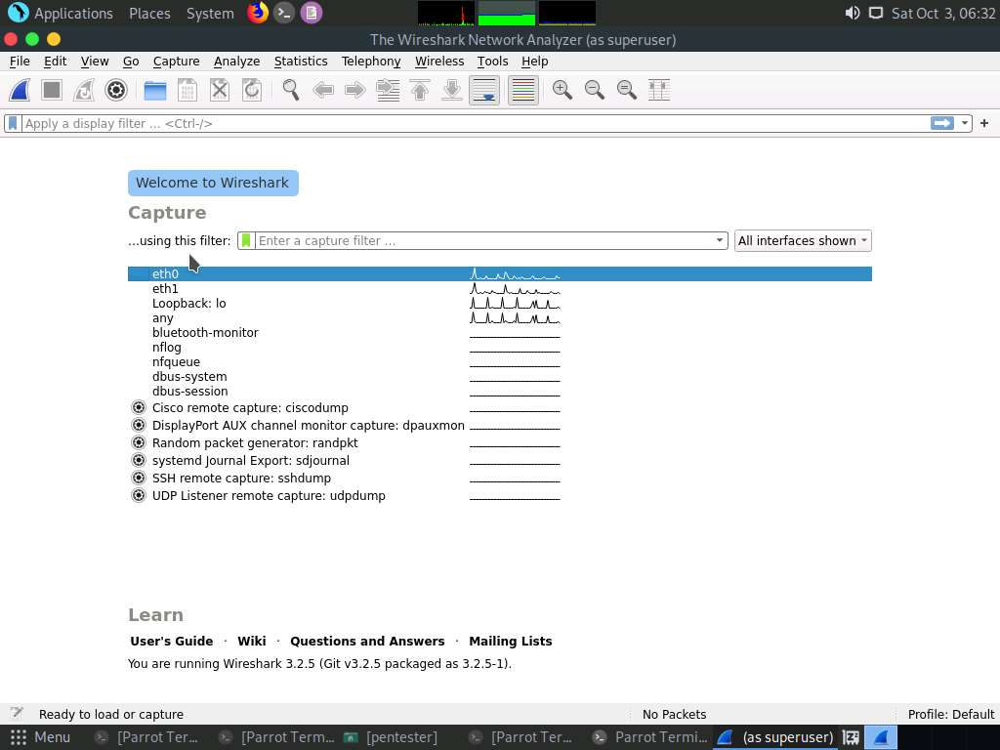 Applications Places System Sat Oct 3, 06:32
The Wireshark Network Analyzer (as superuser)
File Edit View Go Capture Analyze Statistics Telephony Wireless Tools Help
Apply a display filter … <Ctrl-/> +
Welcome to Wireshark
Capture
...using this filter: Enter a capture filter … All interfaces shown
eth0
eth1
Loopback: lo
any
bluetooth-monitor
nflog
nfqueue
dbus-system
dbus-session
Cisco remote capture: ciscodump
DisplayPort AUX channel monitor capture: dpauxmon
Random packet generator: randpkt
systemd Journal Export: sdjournal
SSH remote capture: sshdump
UDP Listener remote capture: udpdump
Learn
User's Guide · Wiki · Questions and Answers · Mailing Lists
You are running Wireshark 3.2.5 (Git v3.2.5 packaged as 3.2.5-1).
Ready to load or capture No Packets Profile: Default
Menu [Parrot Ter... [Parrot Term... [pentester] [Parrot Ter... Parrot Termi... (as superuser)